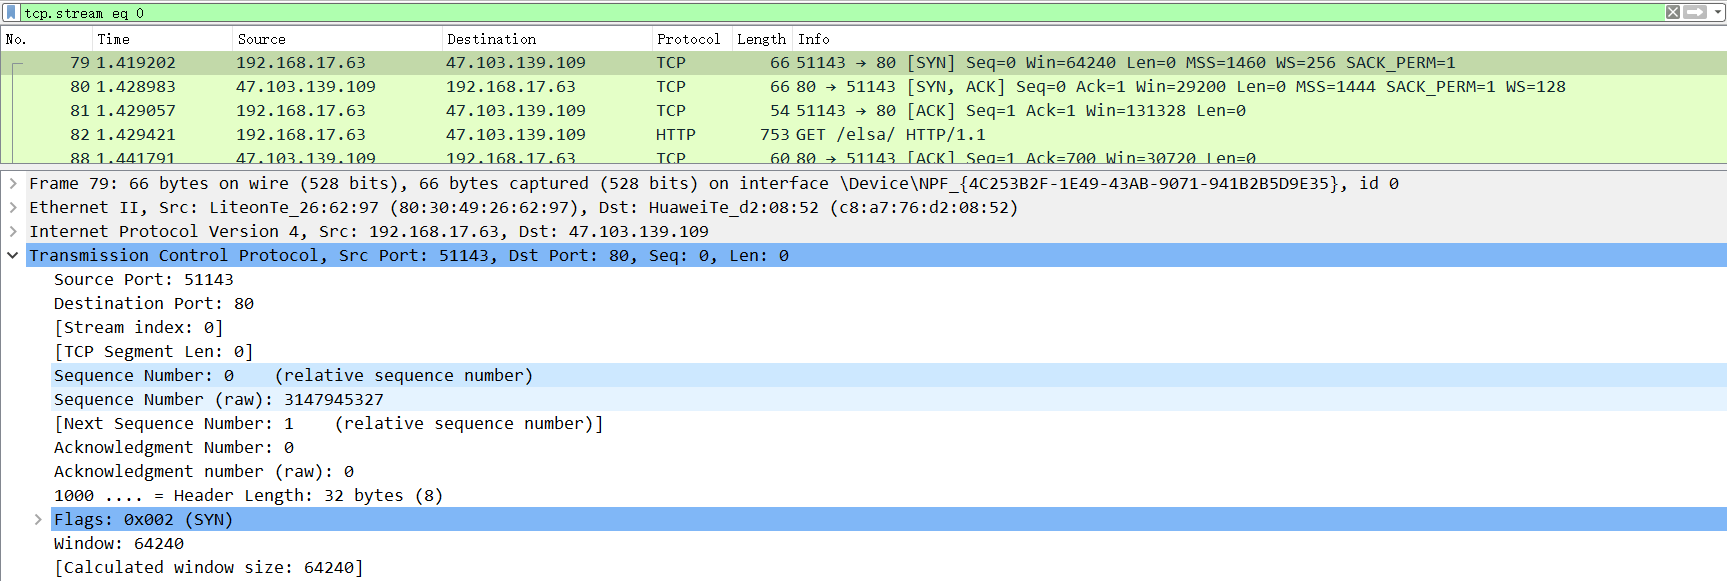 tcp.stream eq 0
No. Time Source Destination Protocol Length Info
79 1.419202 192.168.17.63 47.103.139.109 TCP 66 51143 → 80 [SYN] Seq=0 Win=64240 Len=0 MSS=1460 WS=256 SACK_PERM=1
80 1.428983 47.103.139.109 192.168.17.63 TCP 66 80 → 51143 [SYN, ACK] Seq=0 Ack=1 Win=29200 Len=0 MSS=1444 SACK_PERM=1 WS=128
81 1.429057 192.168.17.63 47.103.139.109 TCP 54 51143 → 80 [ACK] Seq=1 Ack=1 Win=131328 Len=0
82 1.429421 192.168.17.63 47.103.139.109 HTTP 753 GET /elsa/ HTTP/1.1
88 1.441791 47.103.139.109 192.168.17.63 TCP 60 80 → 51143 [ACK] Seq=1 Ack=700 Win=30720 Len=0
Frame 79: 66 bytes on wire (528 bits), 66 bytes captured (528 bits) on interface \Device\NPF_{4C253B2F-1E49-43AB-9071-941B2B5D9E35}, id 0
Ethernet II, Src: LiteonTe_26:62:97 (80:30:49:26:62:97), Dst: HuaweiTe_d2:08:52 (c8:a7:76:d2:08:52)
Internet Protocol Version 4, Src: 192.168.17.63, Dst: 47.103.139.109
Transmission Control Protocol, Src Port: 51143, Dst Port: 80, Seq: 0, Len: 0
Source Port: 51143
Destination Port: 80
[Stream index: 0]
[TCP Segment Len: 0]
Sequence Number: 0    (relative sequence number)
Sequence Number (raw): 3147945327
[Next Sequence Number: 1    (relative sequence number)]
Acknowledgment Number: 0
Acknowledgment number (raw): 0
1000 .... = Header Length: 32 bytes (8)
Flags: 0x002 (SYN)
Window: 64240
[Calculated window size: 64240]